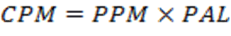 CPM = PPM × PAL